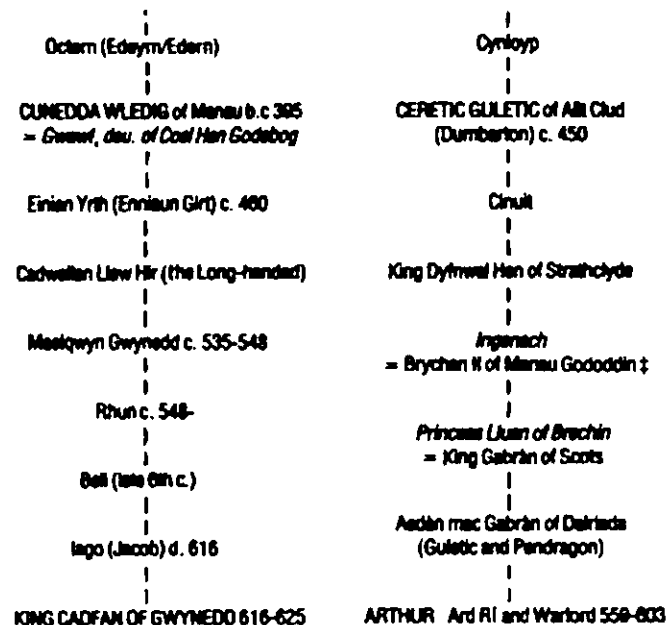 Octern (Edeyrn/Edern)
CUNEDDA WLEDIG of Manau b.c 395
= Gwawl, dau. of Coel Hen Godebog
Einian Yrth (Enniaun Girt) c. 460
Cadwallan Llaw Hir (the Long-handed)
Maelqwyn Gwynedd c. 535-548
Rhun c. 548-
Beli (late 6th c.)
Iago (Jacob) d. 616
KING CADFAN OF GWYNEDD 616-625
Cynloyp
CERETIC GULETIC of Allt Clud
(Dumbarton) c. 450
Cinuit
King Dyfnwal Hen of Strathclyde
Ingenach
= Brychan II of Manau Gododdin ‡
Princess Lluan of Brechin
= King Gabràn of Scots
Aedàn mac Gabràn of Dalriada
(Guletic and Pendragon)
ARTHUR Ard Rí and Warlord 559-603